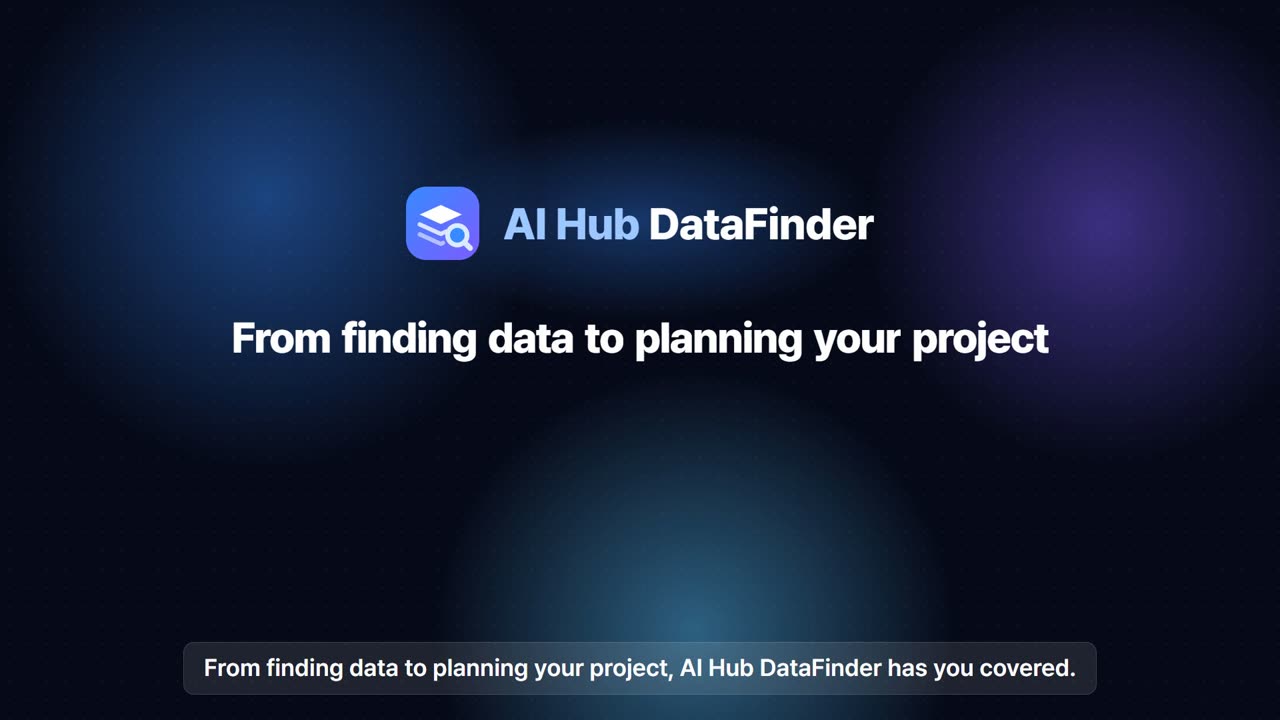 AI Hub DataFinder
From finding data to planning your project
From finding data to planning your project, AI Hub DataFinder has you covered.